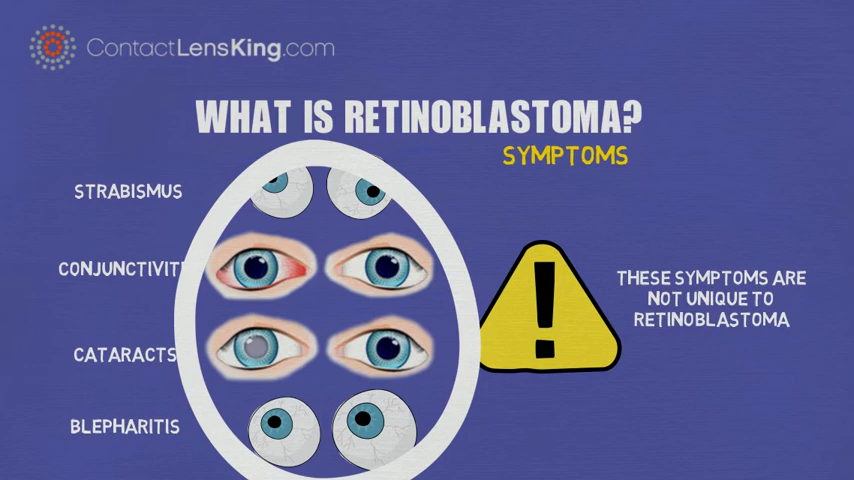 ContactLensKing.com
WHAT IS RETINOBLASTOMA?
SYMPTOMS
STRABISMUS
CONJUNCTIVITI
CATARACTS
BLEPHARITIS
!
THESE SYMPTOMS ARE
NOT UNIQUE TO
RETINOBLASTOMA